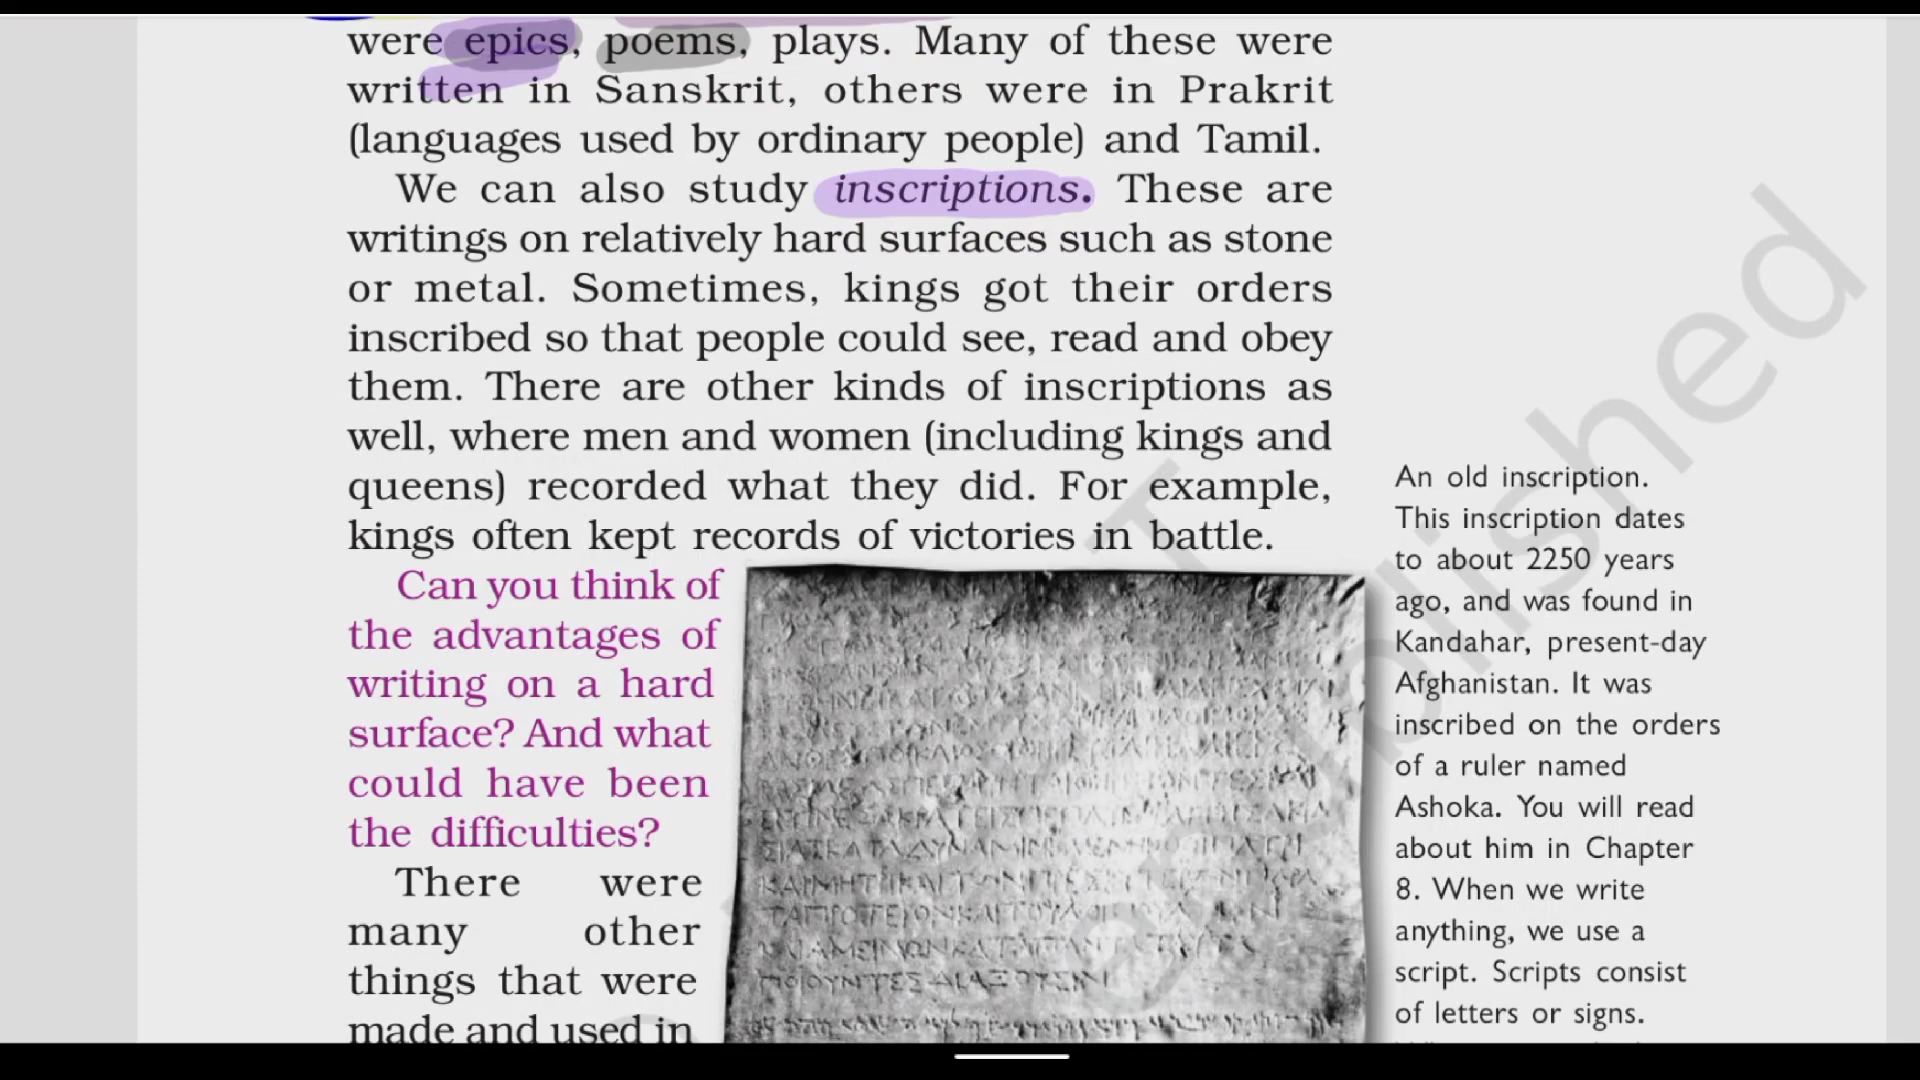 were epics, poems, plays. Many of these were
written in Sanskrit, others were in Prakrit
(languages used by ordinary people) and Tamil.
We can also study inscriptions. These are
writings on relatively hard surfaces such as stone
or metal. Sometimes, kings got their orders
inscribed so that people could see, read and obey
them. There are other kinds of inscriptions as
well, where men and women (including kings and
queens) recorded what they did. For example,
kings often kept records of victories in battle.
Can you think of
the advantages of
writing on a hard
surface? And what
could have been
the difficulties?
There were
many other
things that were
made and used in
An old inscription.
This inscription dates
to about 2250 years
ago, and was found in
Kandahar, present-day
Afghanistan. It was
inscribed on the orders
of a ruler named
Ashoka. You will read
about him in Chapter
8. When we write
anything, we use a
script. Scripts consist
of letters or signs.